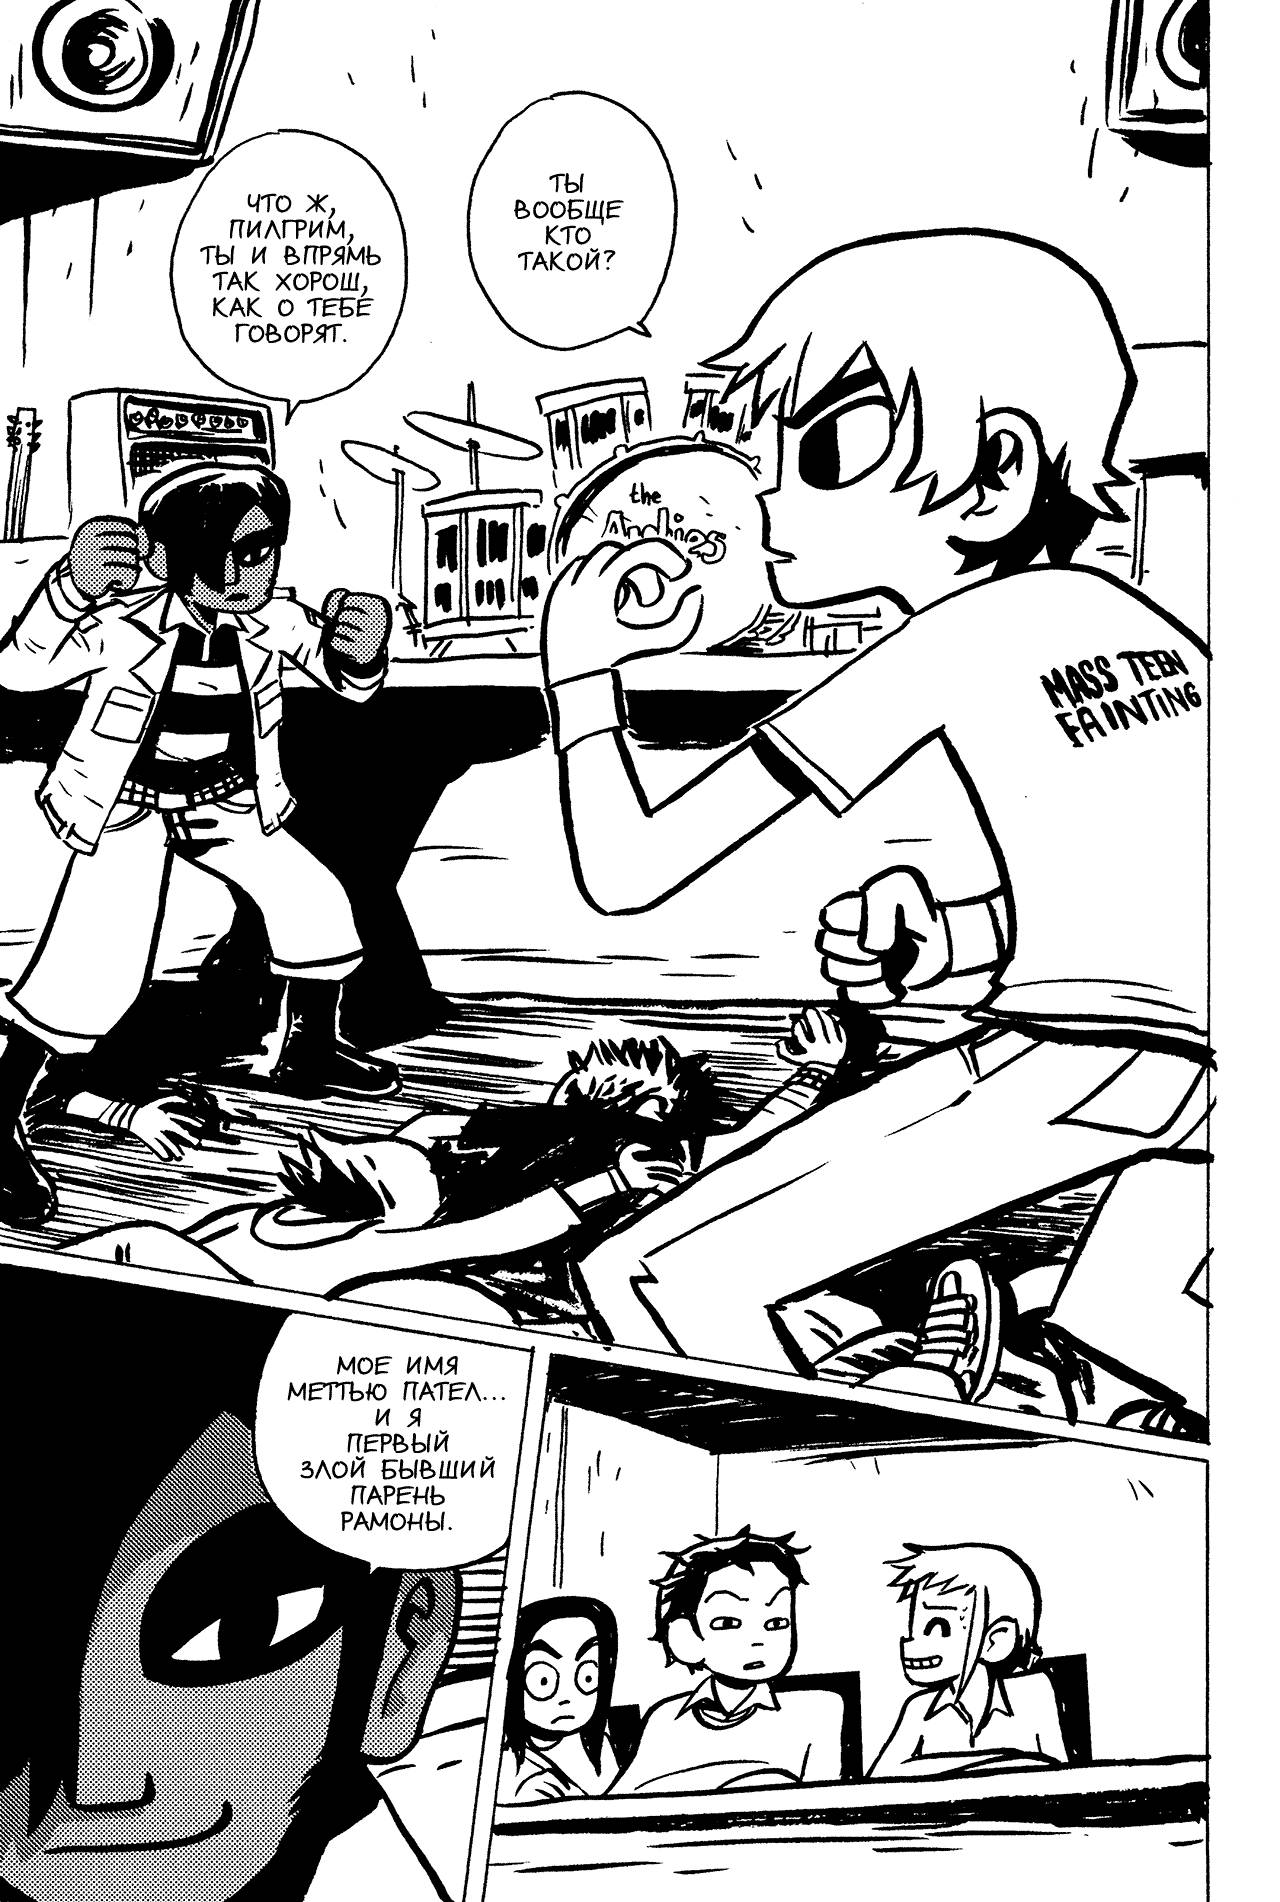 ЧТО Ж,
ПИЛГРИМ,
ТЫ И ВПРЯМЬ
ТАК ХОРОШ,
КАК О ТЕБЕ
ГОВОРЯТ.
ТЫ
ВООБЩЕ
КТО
ТАКОЙ?
the
MASS TEEN
FAINTING
МОЕ ИМЯ
МЕТТЬЮ ПАТЕЛ...
И Я
ПЕРВЫЙ
ЗЛОЙ БЫВШИЙ
ПАРЕНЬ
РАМОНЫ.